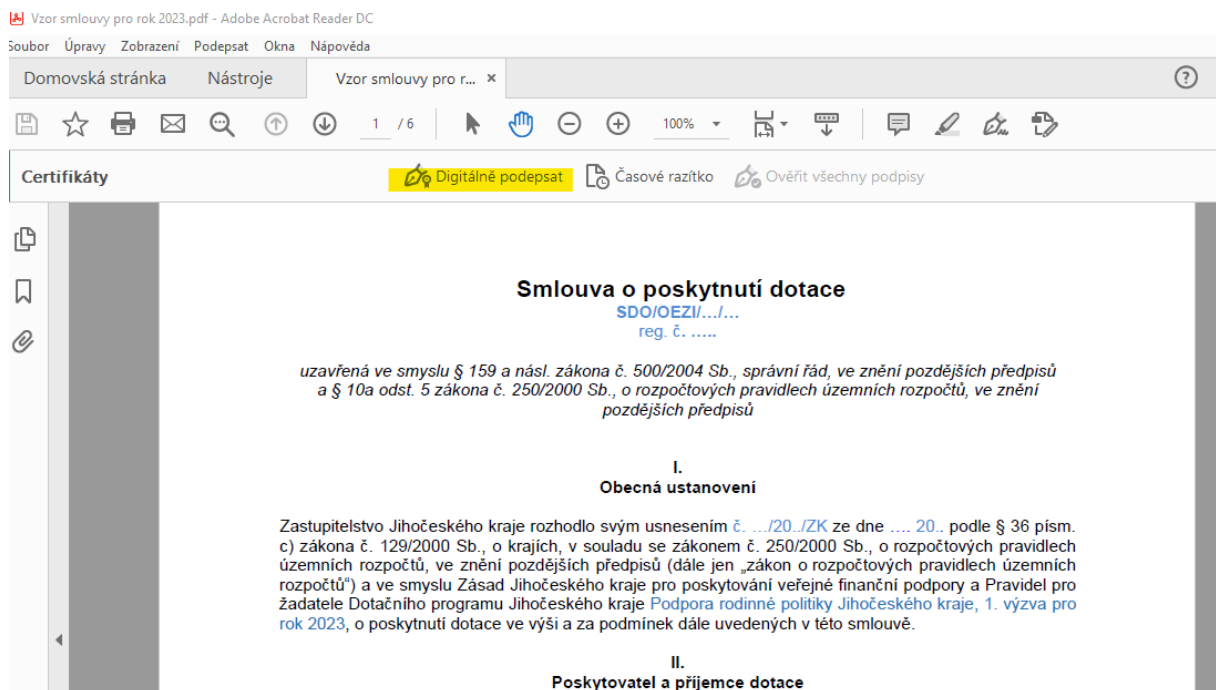 Vzor smlouvy pro rok 2023.pdf - Adobe Acrobat Reader DC
Soubor Úpravy Zobrazení Podepsat Okna Nápověda
Domovská stránka Nástroje Vzor smlouvy pro r... × ?
1 / 6 100%
Certifikáty Digitálně podepsat Časové razítko Ověřit všechny podpisy
Smlouva o poskytnutí dotace
SDO/OEZI/…/…
reg. č. …..
uzavřená ve smyslu § 159 a násl. zákona č. 500/2004 Sb., správní řád, ve znění pozdějších předpisů
a § 10a odst. 5 zákona č. 250/2000 Sb., o rozpočtových pravidlech územních rozpočtů, ve znění
pozdějších předpisů
I.
Obecná ustanovení
Zastupitelstvo Jihočeského kraje rozhodlo svým usnesením č. …/20../ZK ze dne …. 20.. podle § 36 písm.
c) zákona č. 129/2000 Sb., o krajích, v souladu se zákonem č. 250/2000 Sb., o rozpočtových pravidlech
územních rozpočtů, ve znění pozdějších předpisů (dále jen „zákon o rozpočtových pravidlech územních
rozpočtů“) a ve smyslu Zásad Jihočeského kraje pro poskytování veřejné finanční podpory a Pravidel pro
žadatele Dotačního programu Jihočeského kraje Podpora rodinné politiky Jihočeského kraje, 1. výzva pro
rok 2023, o poskytnutí dotace ve výši a za podmínek dále uvedených v této smlouvě.
II.
Poskytovatel a příjemce dotace